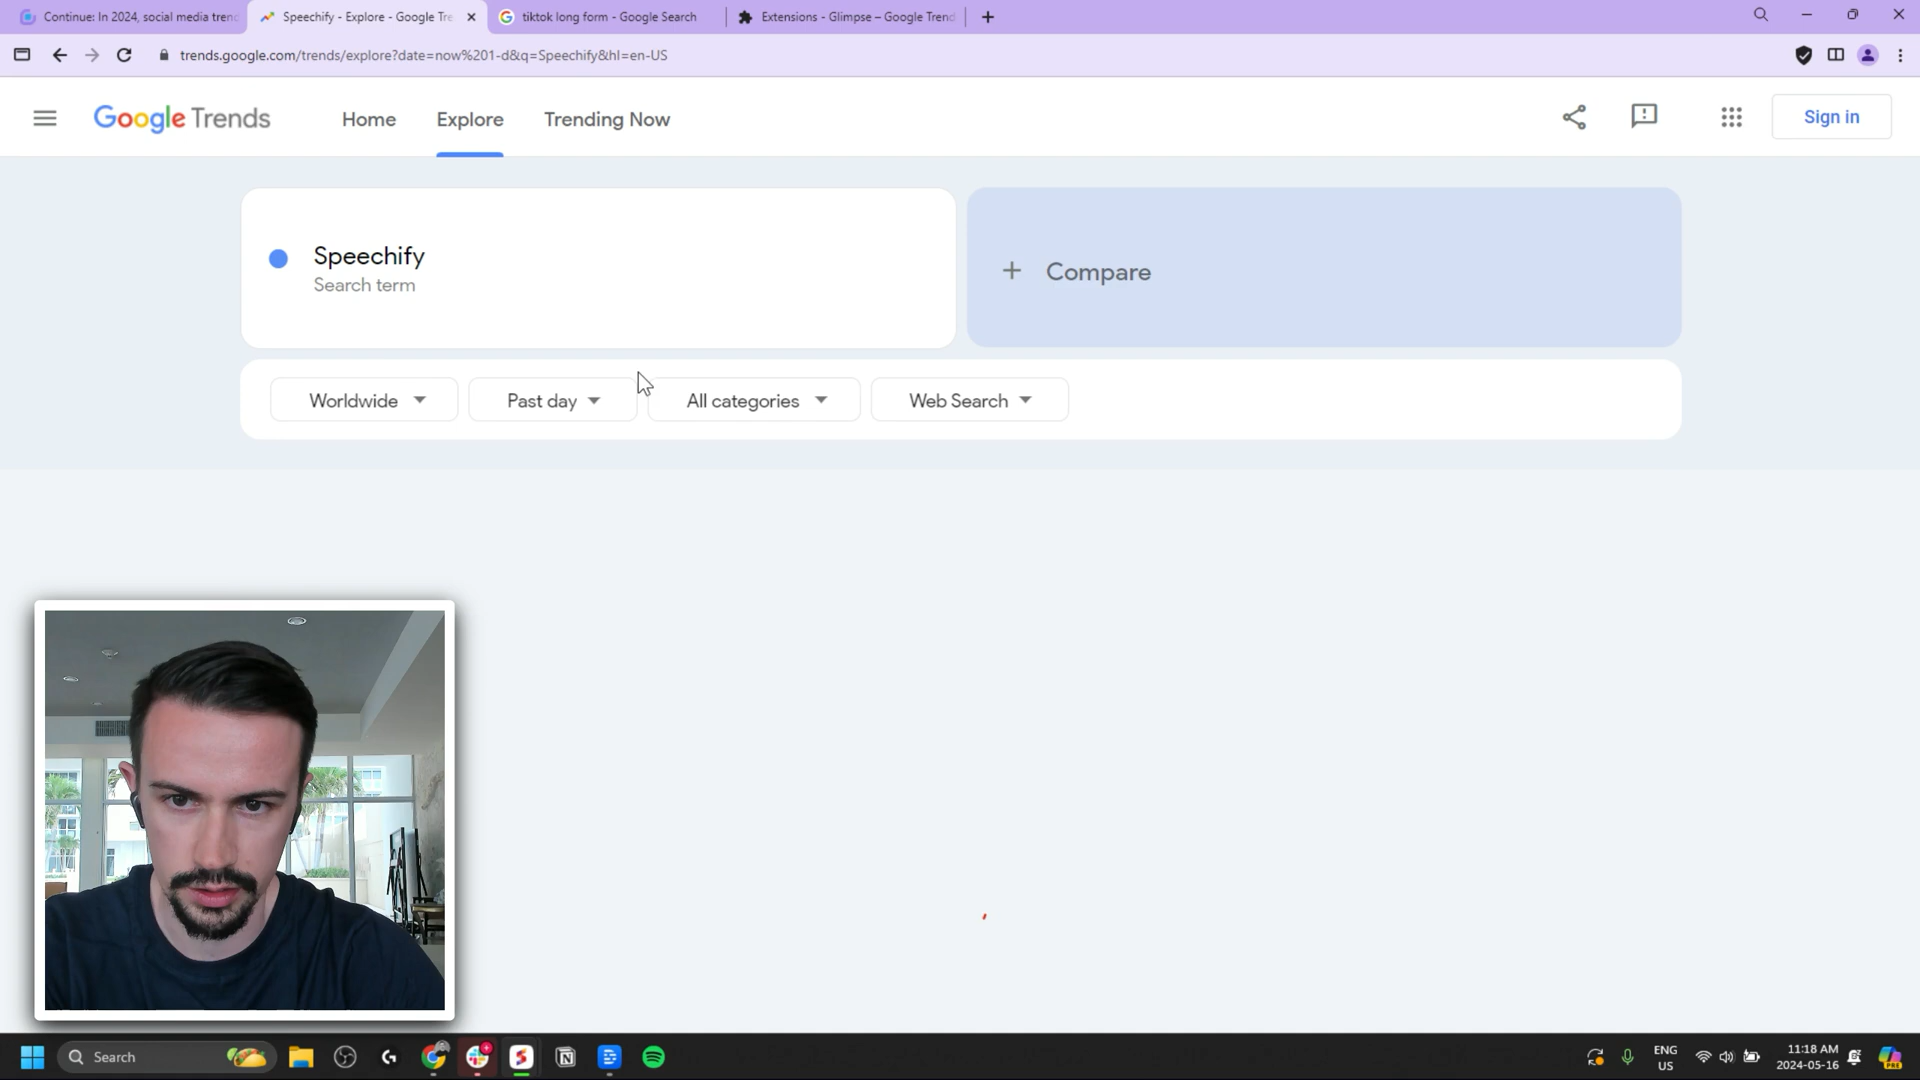 Continue: In 2024, social media tren
Speechify - Explore - Google Tre
tiktok long form - Google Search
Extensions - Glimpse – Google Trend
trends.google.com/trends/explore?date=now%201-d&q=Speechify&hl=en-US
Google Trends
Home
Explore
Trending Now
Sign in
Speechify
Search term
+ Compare
Worldwide
Past day
All categories
Web Search
Search
ENG
US
11:18 AM
2024-05-16
PRE